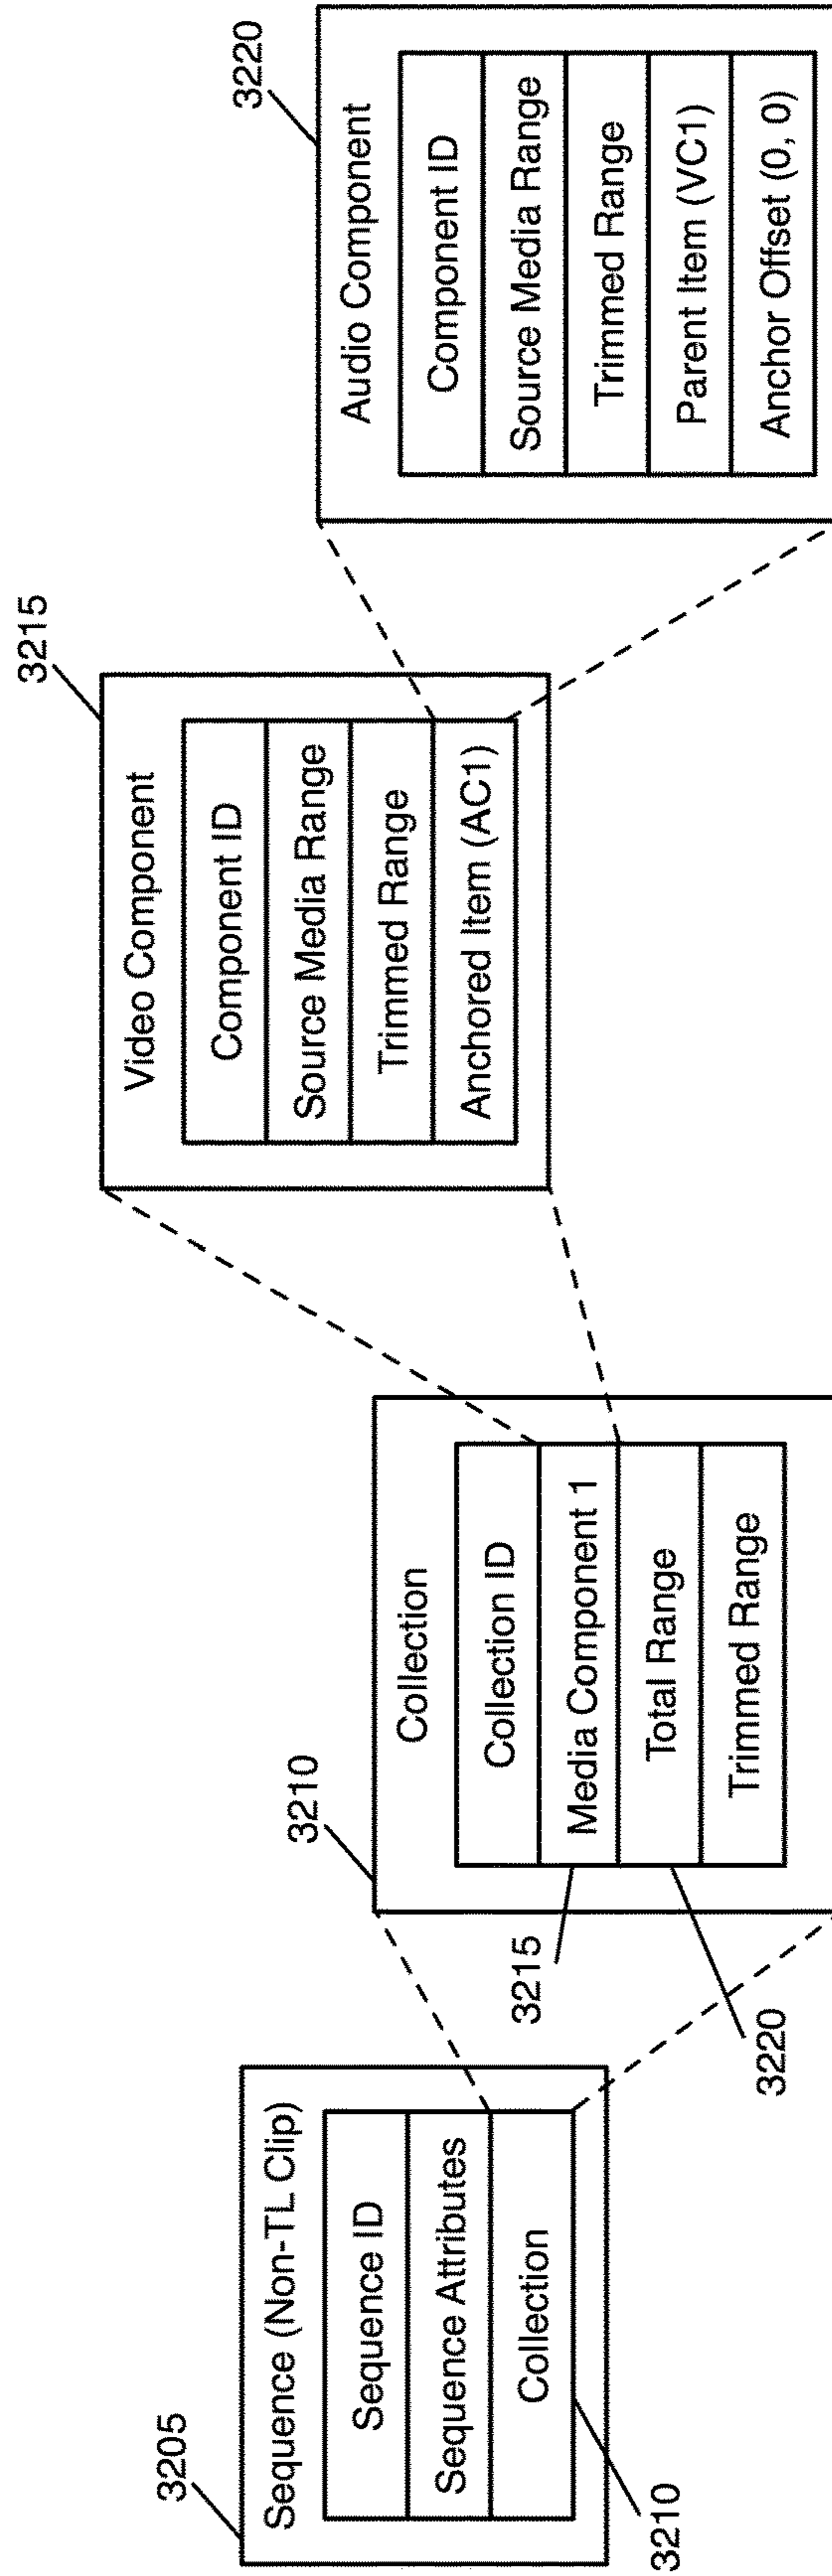 3205
Sequence (Non-TL Clip)
Sequence ID
Sequence Attributes
Collection
3210
3210
Collection
Collection ID
Media Component 1
Total Range
Trimmed Range
3215
3220
3215
Video Component
Component ID
Source Media Range
Trimmed Range
Anchored Item (AC1)
3220
Audio Component
Component ID
Source Media Range
Trimmed Range
Parent Item (VC1)
Anchor Offset (0, 0)